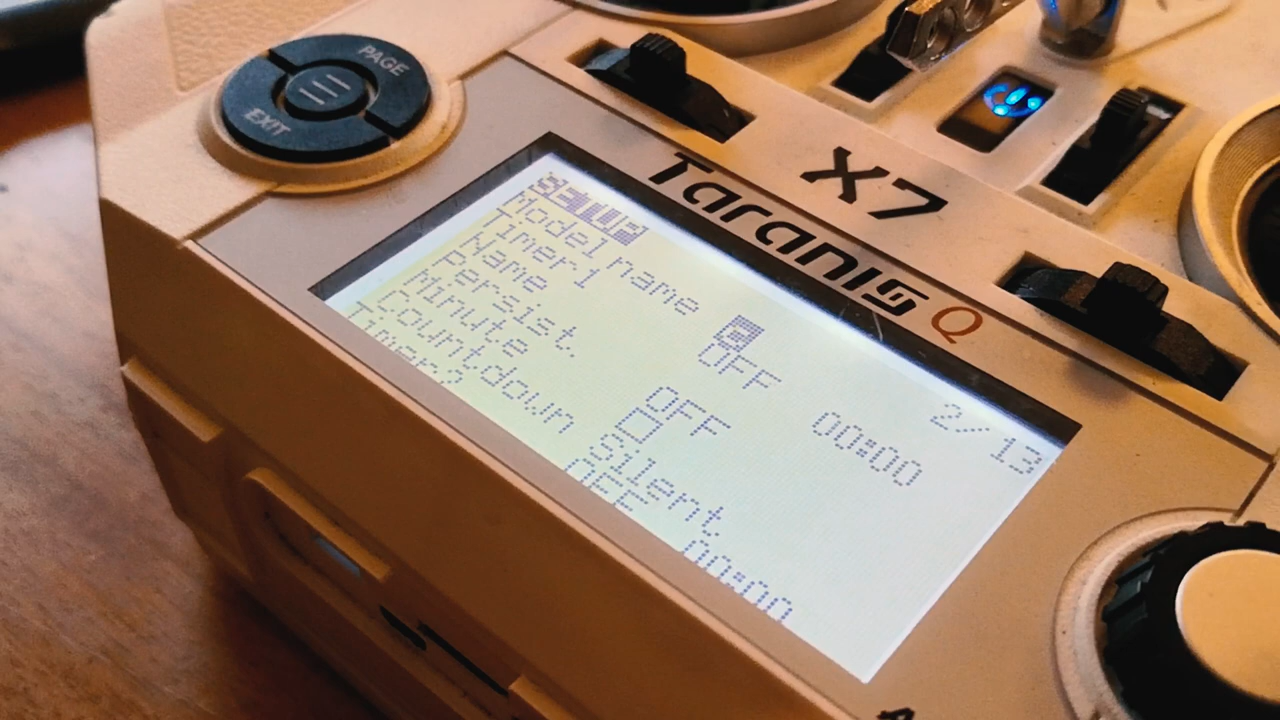 PAGE
EXIT
X7
Taranis Q
SETUP 2/13
Model name
Timer1 OFF 00:00
Name
Persist. OFF
Minute
Countdown Silent
Timer2 OFF 00:00